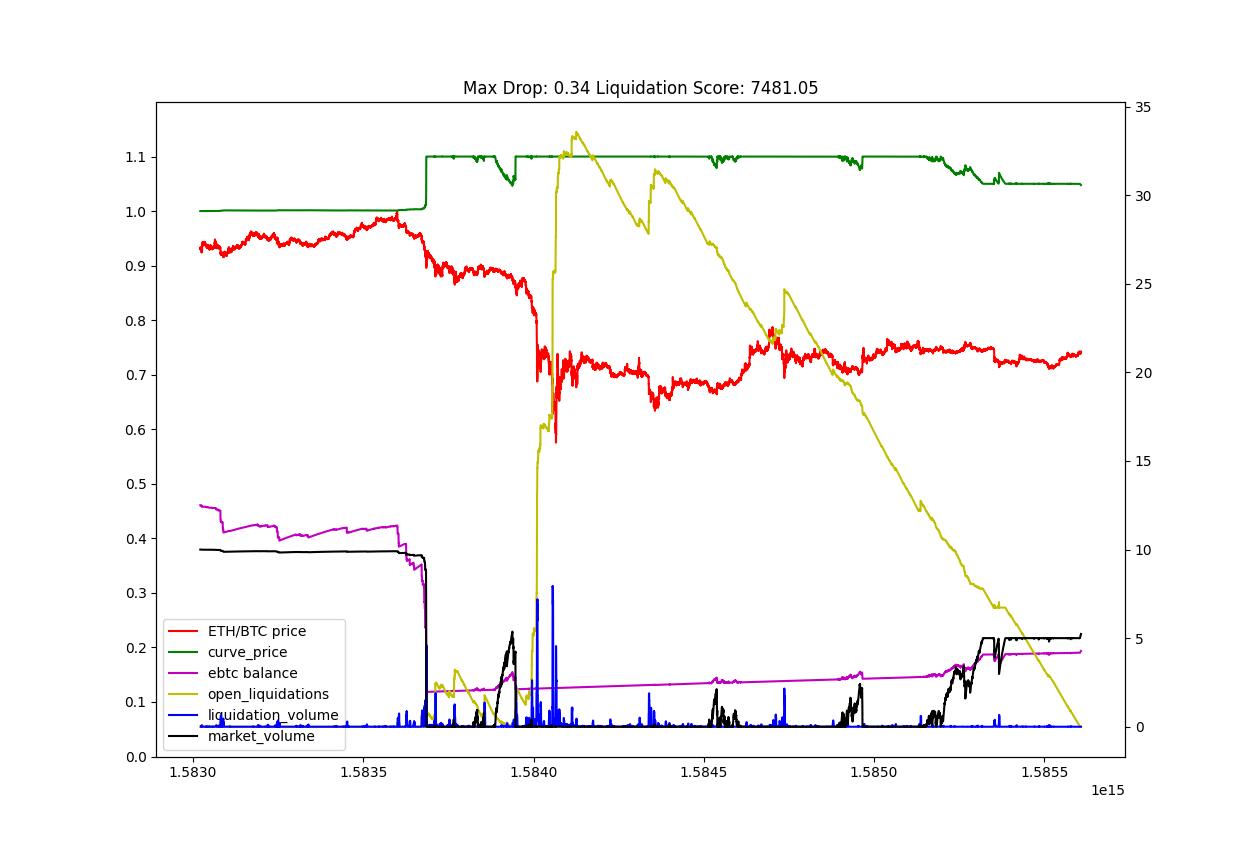 Max Drop: 0.34 Liquidation Score: 7481.05
1.1
1.0
0.9
0.8
0.7
0.6
0.5
0.4
0.3
0.2
0.1
0.0
35
30
25
20
15
10
5
0
ETH/BTC price
curve_price
ebtc balance
open_liquidations
liquidation_volume
market_volume
1.5830 1.5835 1.5840 1.5845 1.5850 1.5855
1e15